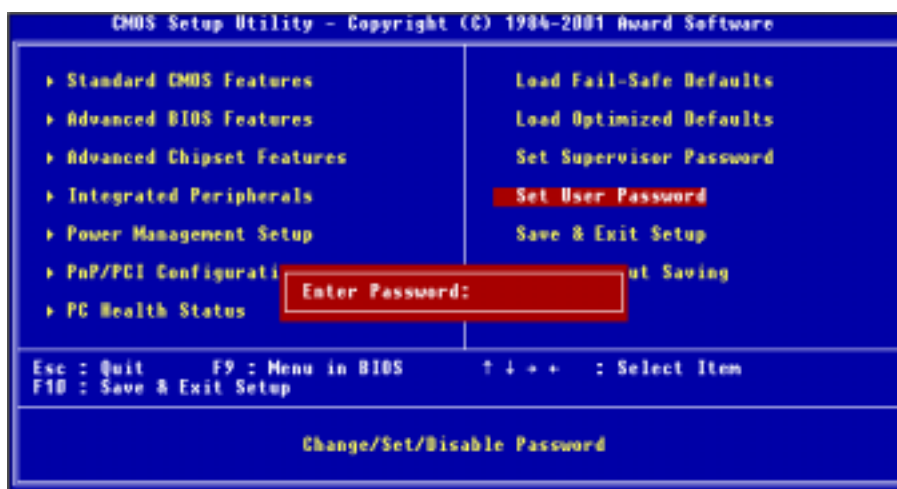 CMOS Setup Utility - Copyright (C) 1984-2001 Award Software
▸ Standard CMOS Features
▸ Advanced BIOS Features
▸ Advanced Chipset Features
▸ Integrated Peripherals
▸ Power Management Setup
▸ PnP/PCI Configurati
▸ PC Health Status
Load Fail-Safe Defaults
Load Optimized Defaults
Set Supervisor Password
Set User Password
Save & Exit Setup
ut Saving
Enter Password:
Esc : Quit F9 : Menu in BIOS ↑ ↓ → ← : Select Item
F10 : Save & Exit Setup
Change/Set/Disable Password